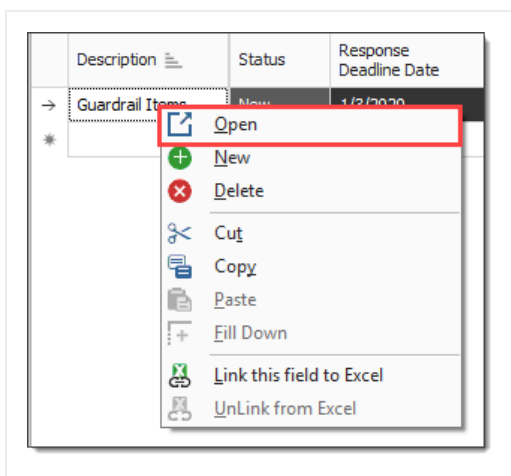 Description Status Response
Deadline Date
Guardrail Items New 1/3/2020
Open
New
Delete
Cut
Copy
Paste
Fill Down
Link this field to Excel
UnLink from Excel